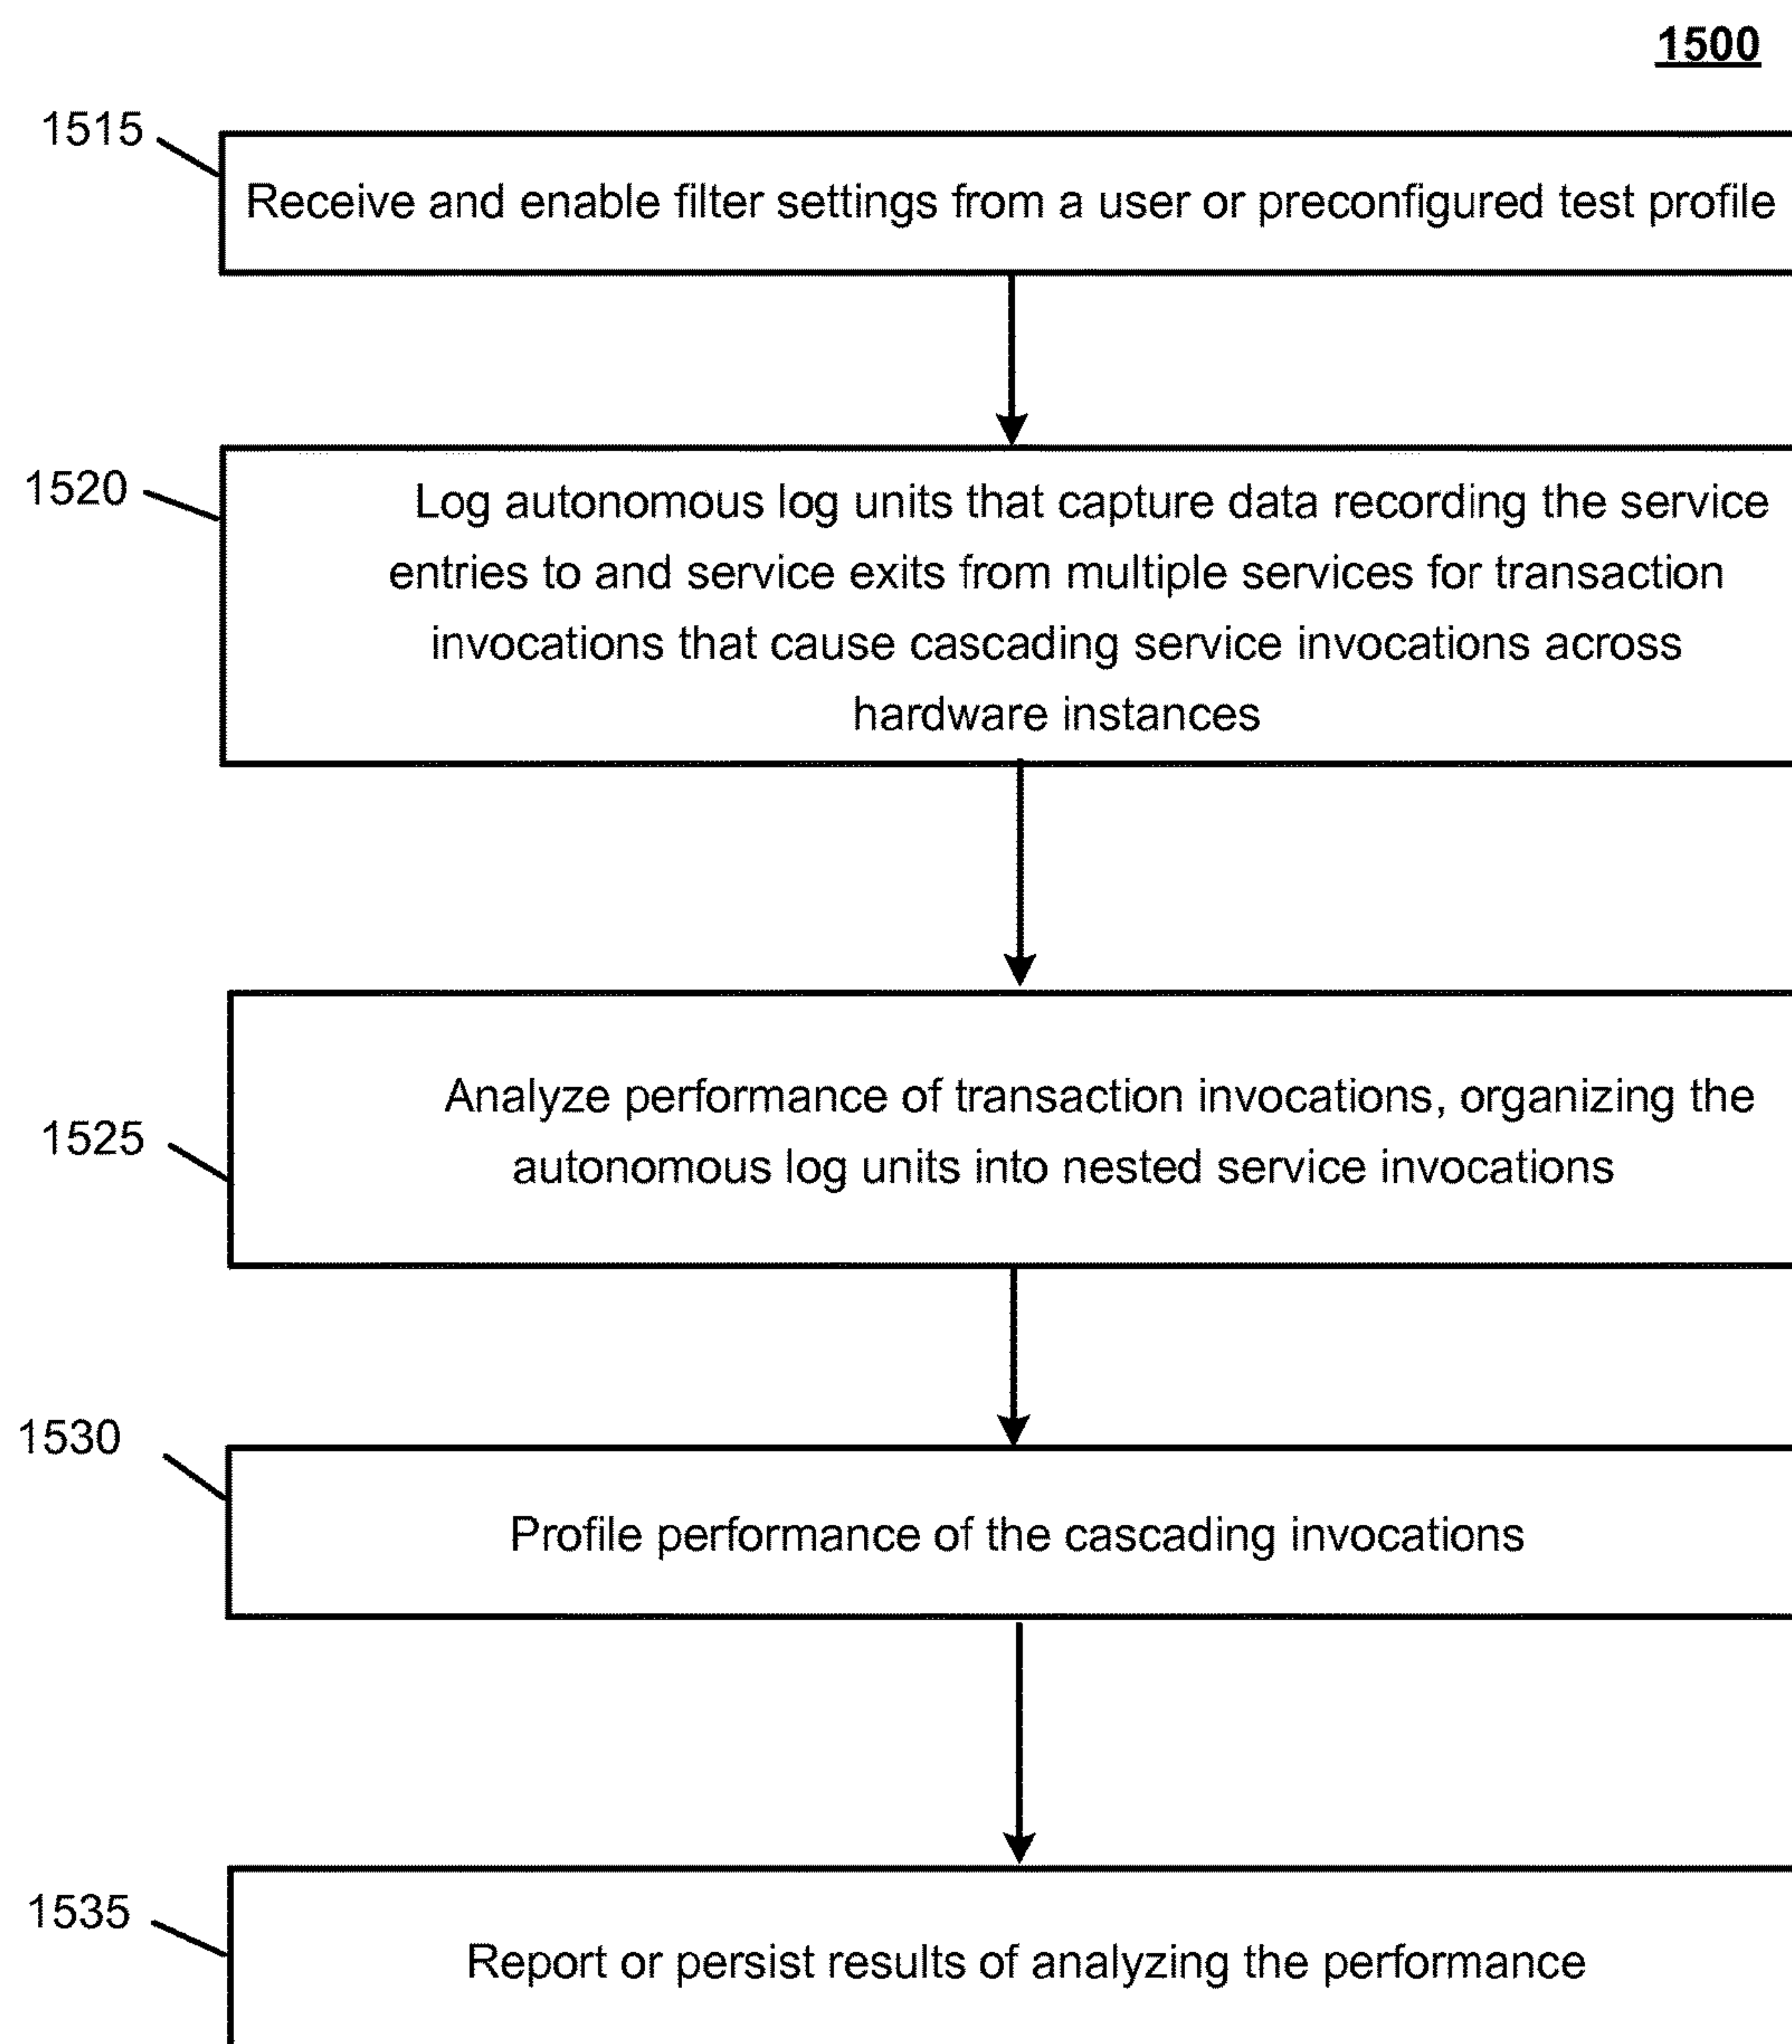 1500
1515
Receive and enable filter settings from a user or preconfigured test profile
1520
Log autonomous log units that capture data recording the service
entries to and service exits from multiple services for transaction
invocations that cause cascading service invocations across
hardware instances
1525
Analyze performance of transaction invocations, organizing the
autonomous log units into nested service invocations
1530
Profile performance of the cascading invocations
1535
Report or persist results of analyzing the performance